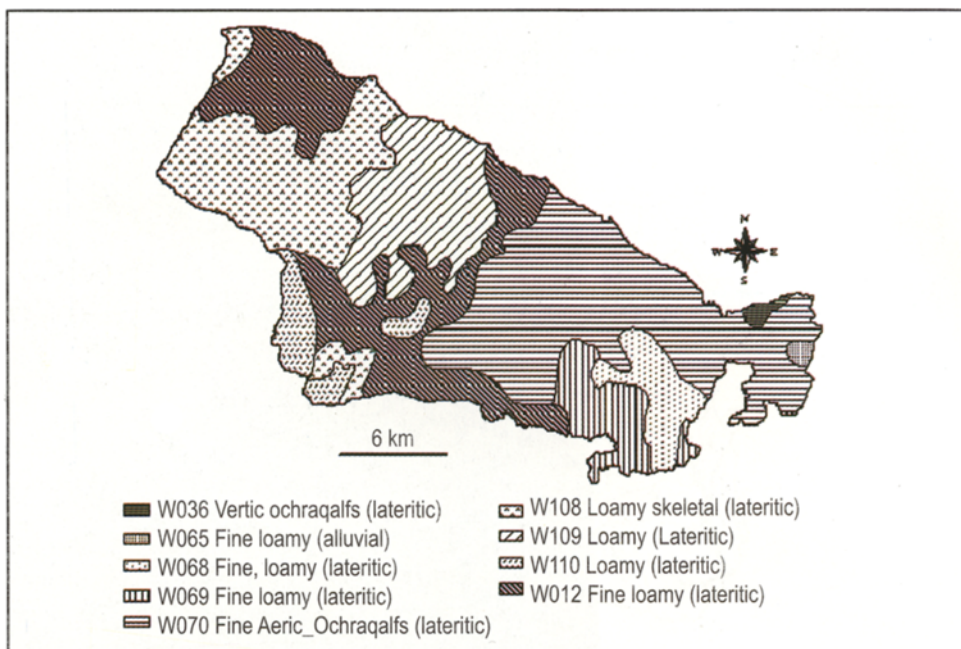 N
W E
S
6 km
W036 Vertic ochraqalfs (lateritic)
W065 Fine loamy (alluvial)
W068 Fine, loamy (lateritic)
W069 Fine loamy (lateritic)
W070 Fine Aeric_Ochraqalfs (lateritic)
W108 Loamy skeletal (lateritic)
W109 Loamy (Lateritic)
W110 Loamy (lateritic)
W012 Fine loamy (lateritic)